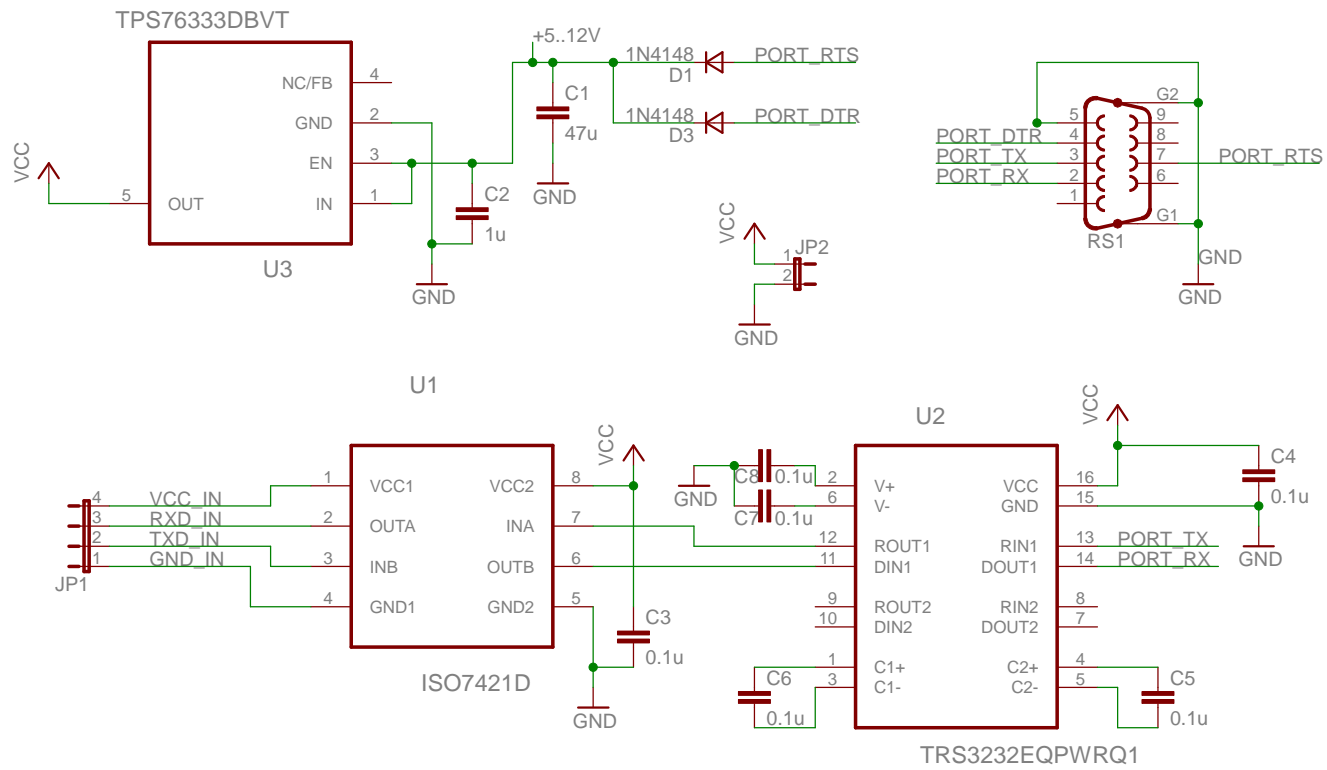 TPS76333DBVT
NC/FB 4
GND 2
EN 3
IN 1
5 OUT
VCC
U3
+5..12V
C1
47u
GND
C2
1u
GND
1N4148
D1
PORT_RTS
1N4148
D3
PORT_DTR
VCC
JP2
1
2
GND
G2
5 9
PORT_DTR 4 8
PORT_TX 3 7 PORT_RTS
PORT_RX 2 6
1
G1
RS1
GND
GND
U1
1 VCC1 VCC2 8
2 OUTA INA 7
3 INB OUTB 6
4 GND1 GND2 5
ISO7421D
4 VCC_IN
3 RXD_IN
2 TXD_IN
1 GND_IN
JP1
VCC
C3
0.1u
GND
U2
GND
C8 0.1u
C7 0.1u
2 V+ VCC 16
6 V- GND 15
12 ROUT1 RIN1 13 PORT_TX
11 DIN1 DOUT1 14 PORT_RX
9 ROUT2 RIN2 8
10 DIN2 DOUT2 7
1 C1+ C2+ 4
3 C1- C2- 5
C6
0.1u
C5
0.1u
VCC
C4
0.1u
GND
TRS3232EQPWRQ1